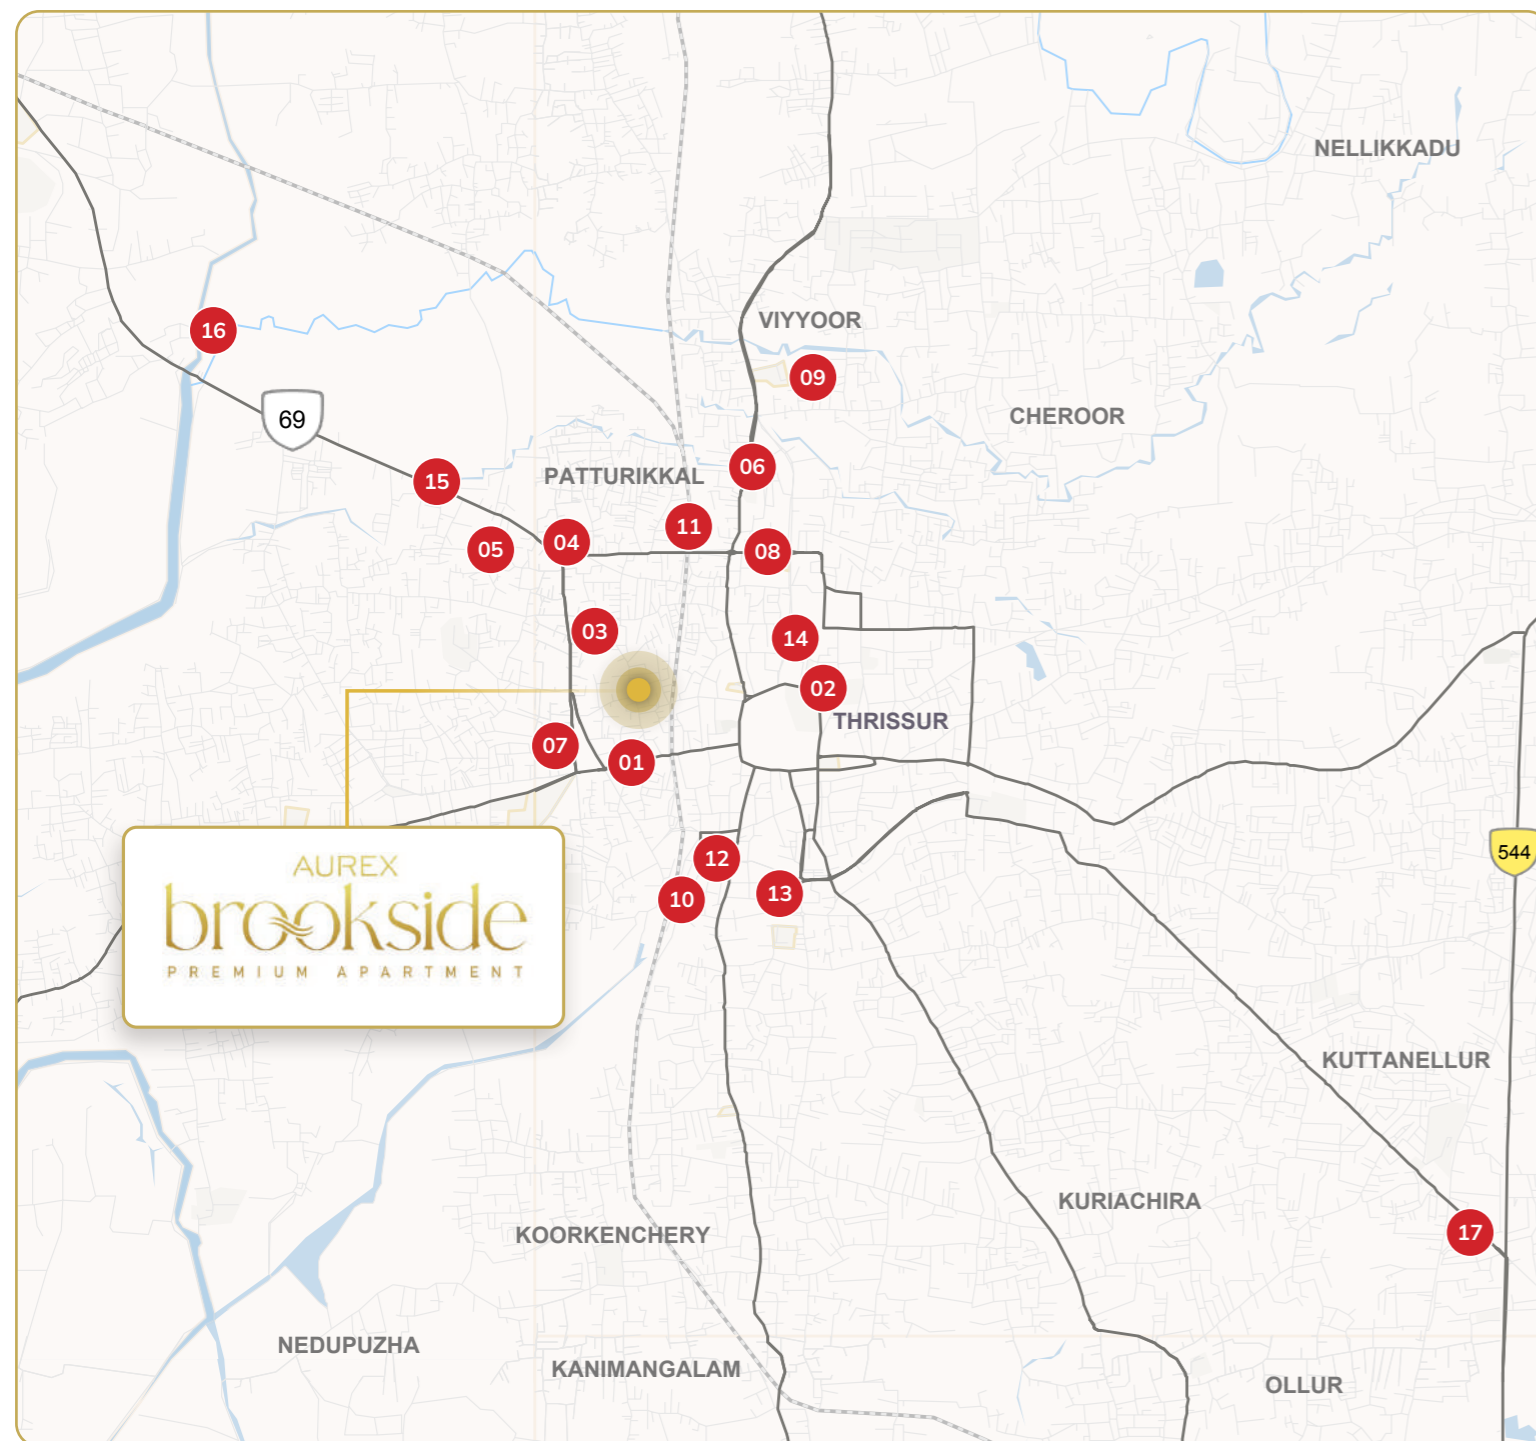 NELLIKKADU
VIYYOOR
16
09
69
CHEROOR
06
PATTURIKKAL
15
11
04
05
08
03
14
02
THRISSUR
07
01
544
12
AUREX
brookside
PREMIUM APARTMENT
10
13
KUTTANELLUR
KURIACHIRA
17
KOORKENCHERY
NEDUPUZHA
KANIMANGALAM
OLLUR